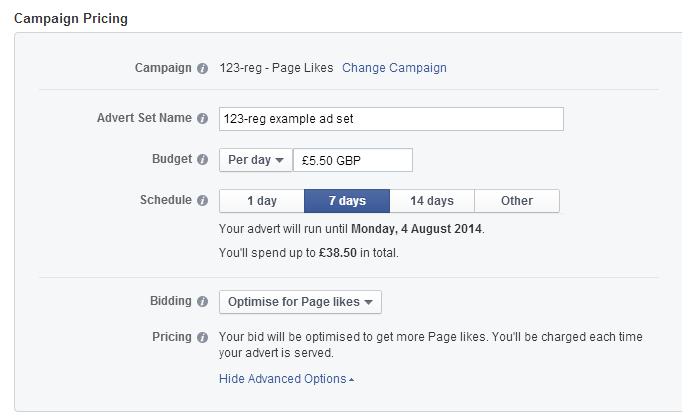 Campaign Pricing
Campaign 123-reg - Page Likes Change Campaign
Advert Set Name 123-reg example ad set
Budget Per day £5.50 GBP
Schedule 1 day 7 days 14 days Other
Your advert will run until Monday, 4 August 2014.
You'll spend up to £38.50 in total.
Bidding Optimise for Page likes
Pricing Your bid will be optimised to get more Page likes. You'll be charged each time
your advert is served.
Hide Advanced Options